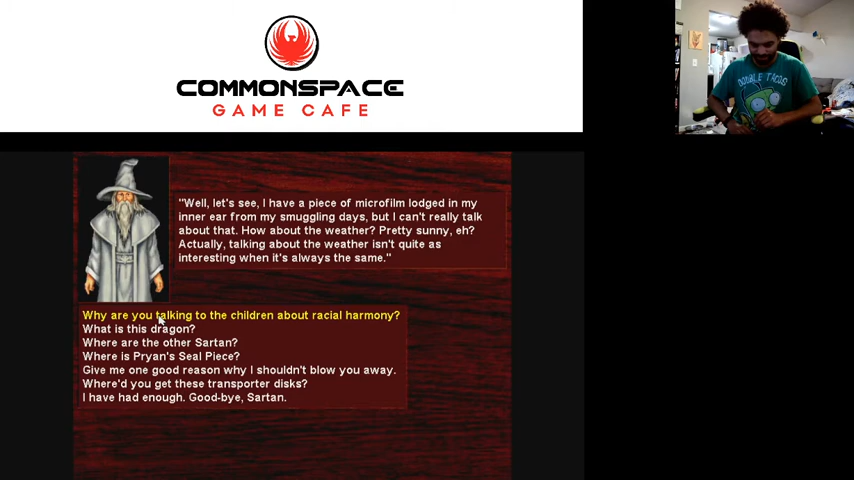 COMMONSPACE
GAME CAFE
DOUBLE TACOS
"Well, let's see, I have a piece of microfilm lodged in my
inner ear from my smuggling days, but I can't really talk
about that. How about the weather? Pretty sunny, eh?
Actually, talking about the weather isn't quite as
interesting when it's always the same."
Why are you talking to the children about racial harmony?
What is this dragon?
Where are the other Sartan?
Where is Pryan's Seal Piece?
Give me one good reason why I shouldn't blow you away.
Where'd you get these transporter disks?
I have had enough. Good-bye, Sartan.